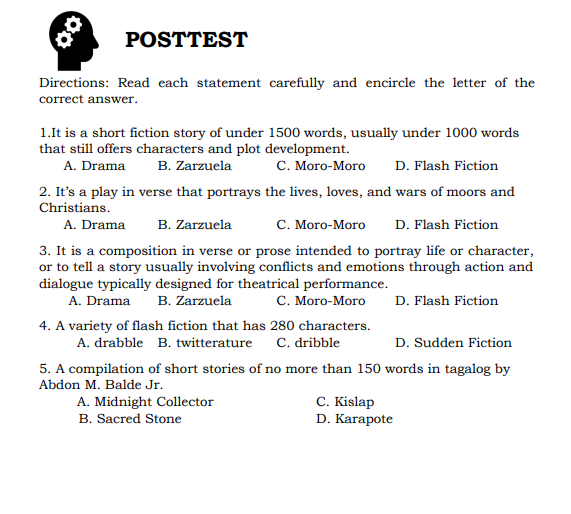 POSTTEST
Directions: Read each statement carefully and encircle the letter of the
correct answer.
1.It is a short fiction story of under 1500 words, usually under 1000 words
that still offers characters and plot development.
A. Drama B. Zarzuela C. Moro-Moro D. Flash Fiction
2. It’s a play in verse that portrays the lives, loves, and wars of moors and
Christians.
A. Drama B. Zarzuela C. Moro-Moro D. Flash Fiction
3. It is a composition in verse or prose intended to portray life or character,
or to tell a story usually involving conflicts and emotions through action and
dialogue typically designed for theatrical performance.
A. Drama B. Zarzuela C. Moro-Moro D. Flash Fiction
4. A variety of flash fiction that has 280 characters.
A. drabble B. twitterature C. dribble D. Sudden Fiction
5. A compilation of short stories of no more than 150 words in tagalog by
Abdon M. Balde Jr.
A. Midnight Collector C. Kislap
B. Sacred Stone D. Karapote